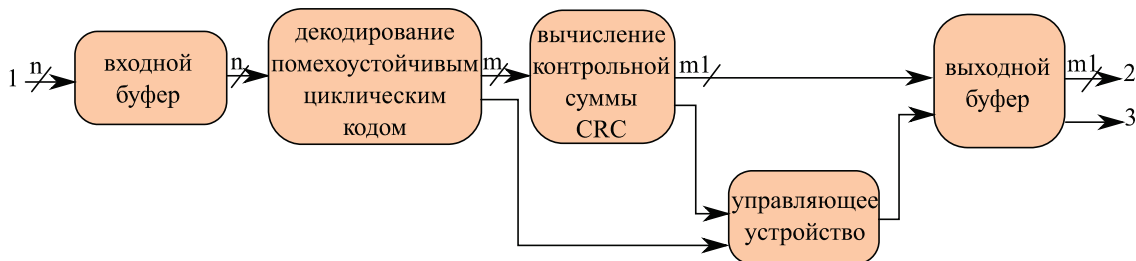 1
n
входной
буфер
n
декодирование
помехоустойчивым
циклическим
кодом
m
вычисление
контрольной
суммы
CRC
m1
управляющее
устройство
выходной
буфер
m1
2
3